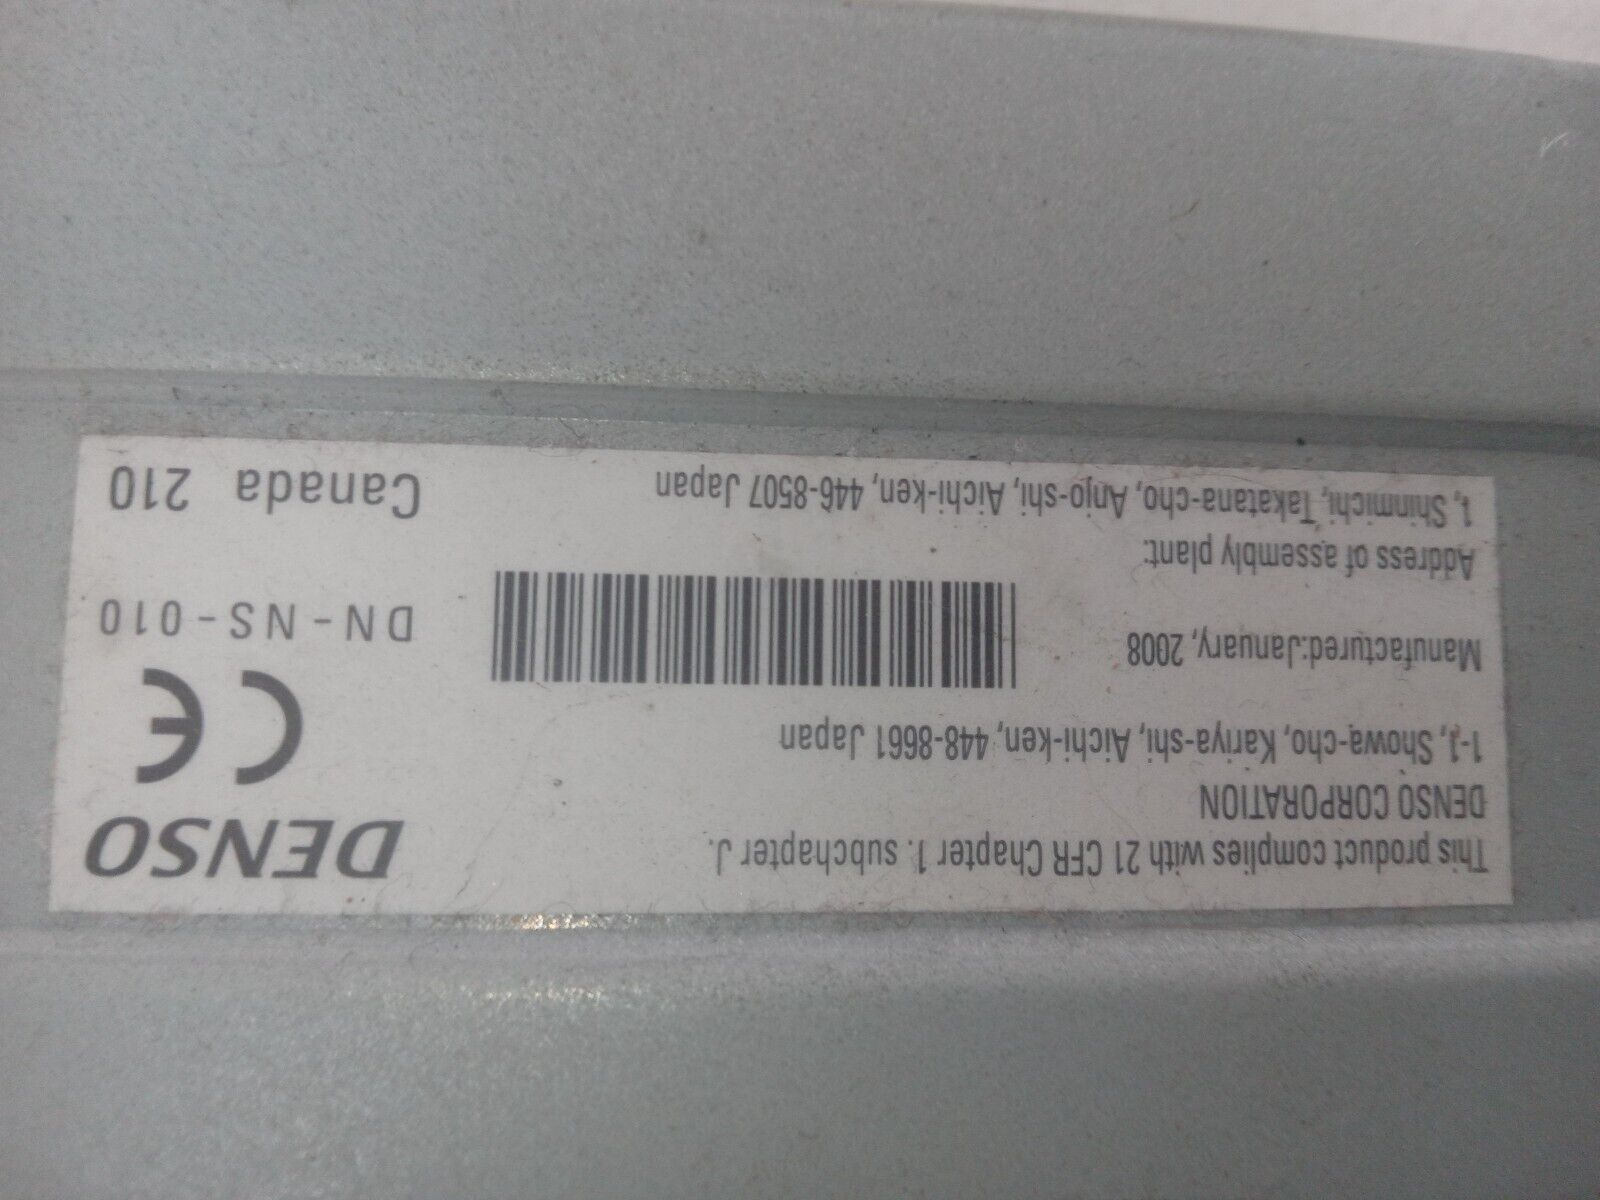 This product complies with 21 CFR Chapter 1. subchapter J.
DENSO CORPORATION
1-1, Showa-cho, Kariya-shi, Aichi-ken, 448-8661 Japan
Manufactured:January, 2008
Address of assembly plant:
1, Shinmichi, Takatana-cho, Anjo-shi, Aichi-ken, 446-8507 Japan
DENSO
CE
DN-NS-010
Canada 210